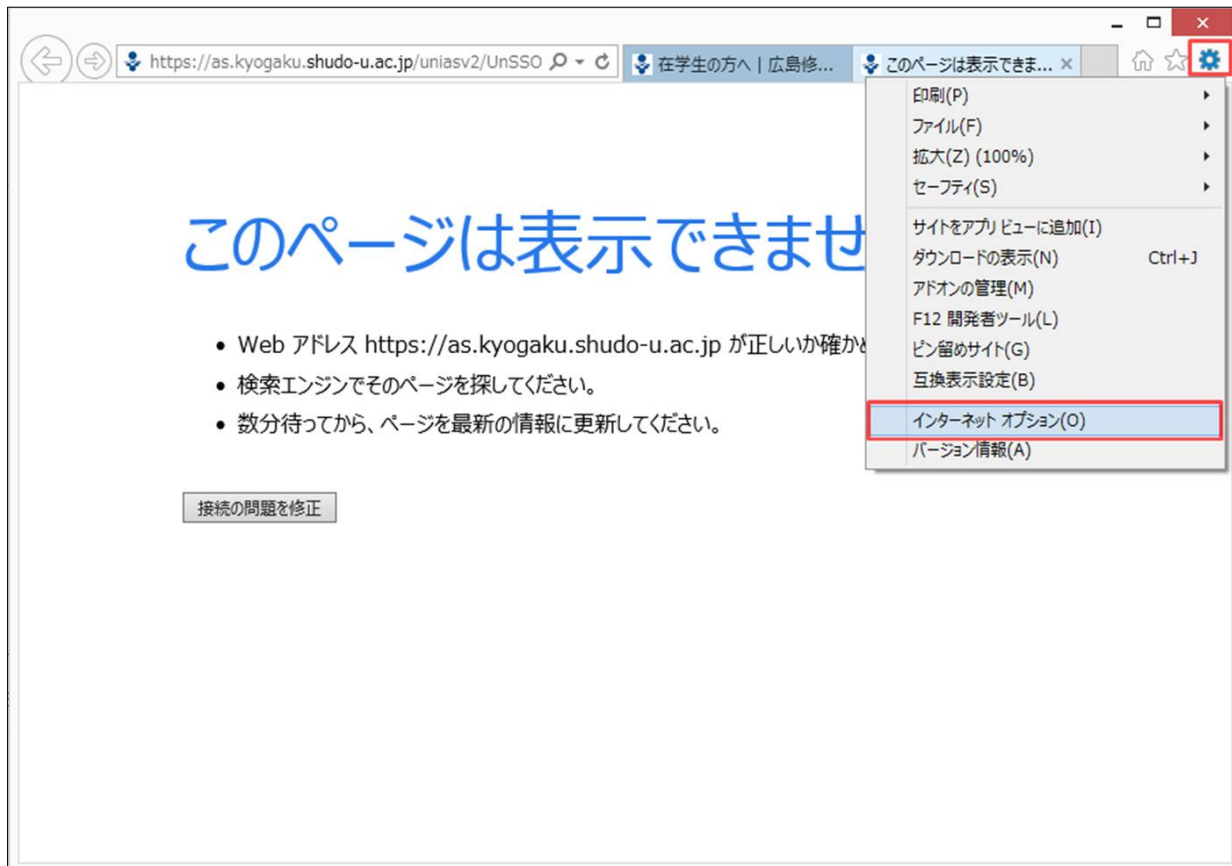 https://as.kyogaku.shudo-u.ac.jp/uniasv2/UnSSO
在学生の方へ | 広島修...
このページは表示できま...
印刷(P)
ファイル(F)
拡大(Z) (100%)
セーフティ(S)
サイトをアプリ ビューに追加(I)
ダウンロードの表示(N) Ctrl+J
アドオンの管理(M)
F12 開発者ツール(L)
ピン留めサイト(G)
互換表示設定(B)
インターネット オプション(O)
バージョン情報(A)
このページは表示できませ
• Web アドレス https://as.kyogaku.shudo-u.ac.jp が正しいか確か
• 検索エンジンでそのページを探してください。
• 数分待ってから、ページを最新の情報に更新してください。
接続の問題を修正